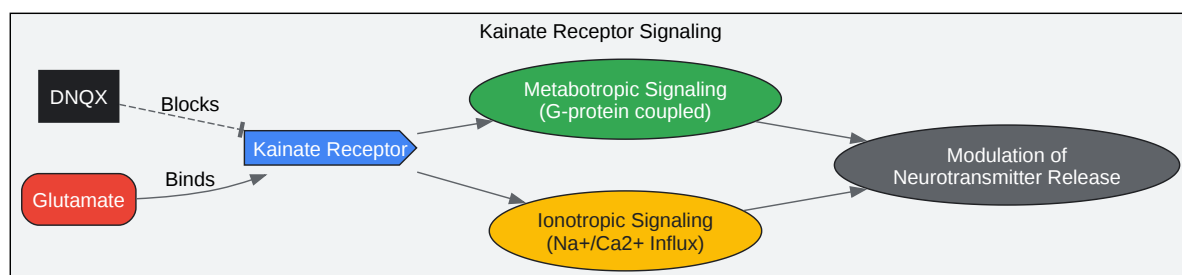 Kainate Receptor Signaling
DNQX
Blocks
Glutamate
Binds
Kainate Receptor
Metabotropic Signaling
(G-protein coupled)
Ionotropic Signaling
(Na+/Ca2+ Influx)
Modulation of
Neurotransmitter Release